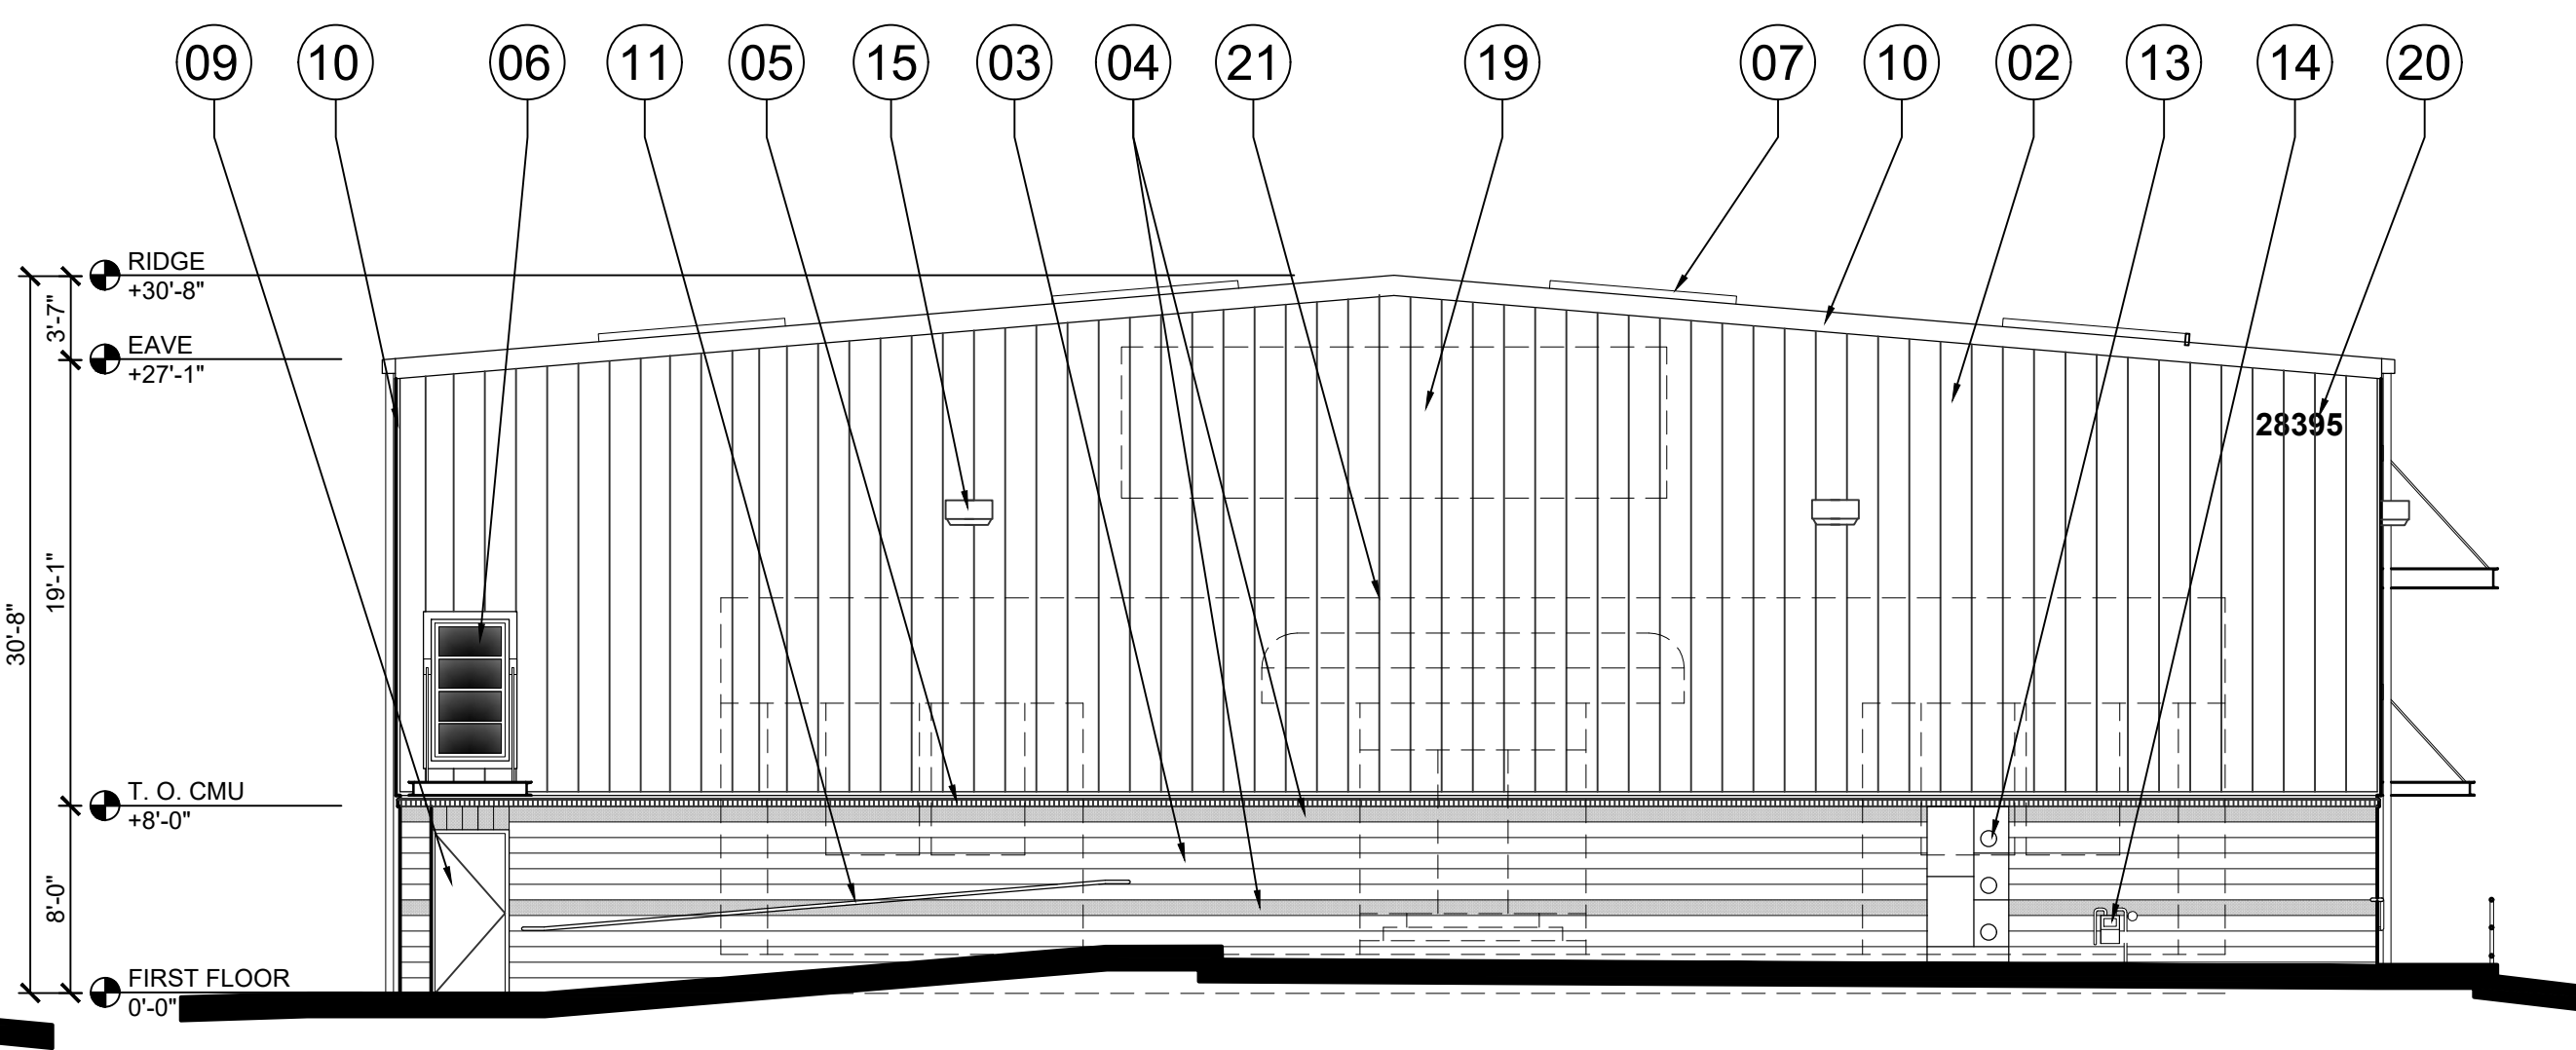 09 10 06 11 05 15 03 04 21 19 07 10 02 13 14 20
RIDGE
+30'-8"
3'-7"
EAVE
+27'-1"
28395
19'-1"
30'-8"
T. O. CMU
+8'-0"
8'-0"
FIRST FLOOR
0'-0"